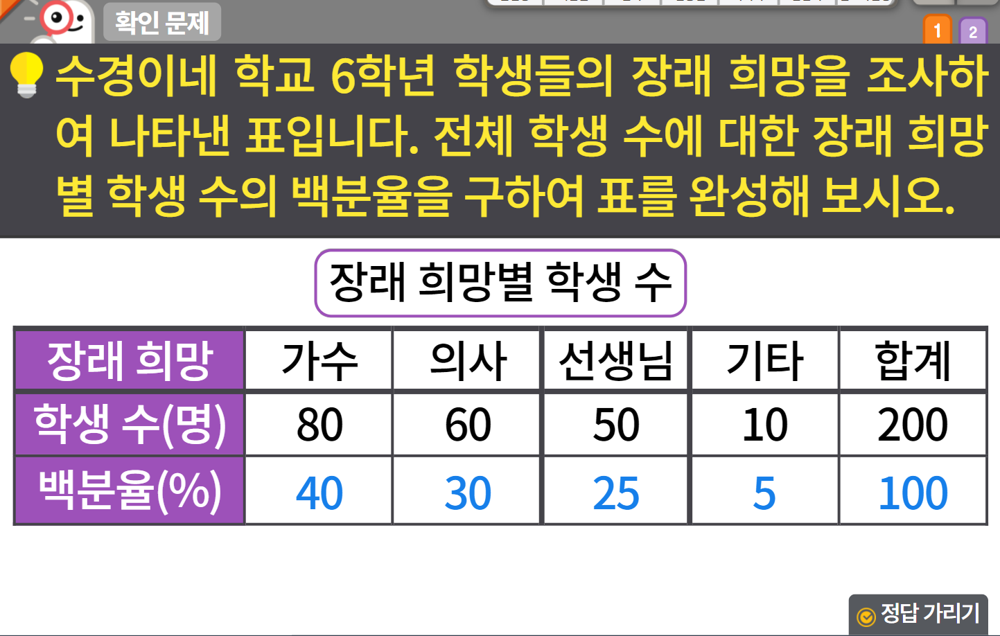 확인 문제
1 2
수경이네 학교 6학년 학생들의 장래 희망을 조사하
여 나타낸 표입니다. 전체 학생 수에 대한 장래 희망
별 학생 수의 백분율을 구하여 표를 완성해 보시오.
장래 희망별 학생 수
장래 희망 가수 의사 선생님 기타 합계
학생 수(명) 80 60 50 10 200
백분율(%) 40 30 25 5 100
정답 가리기